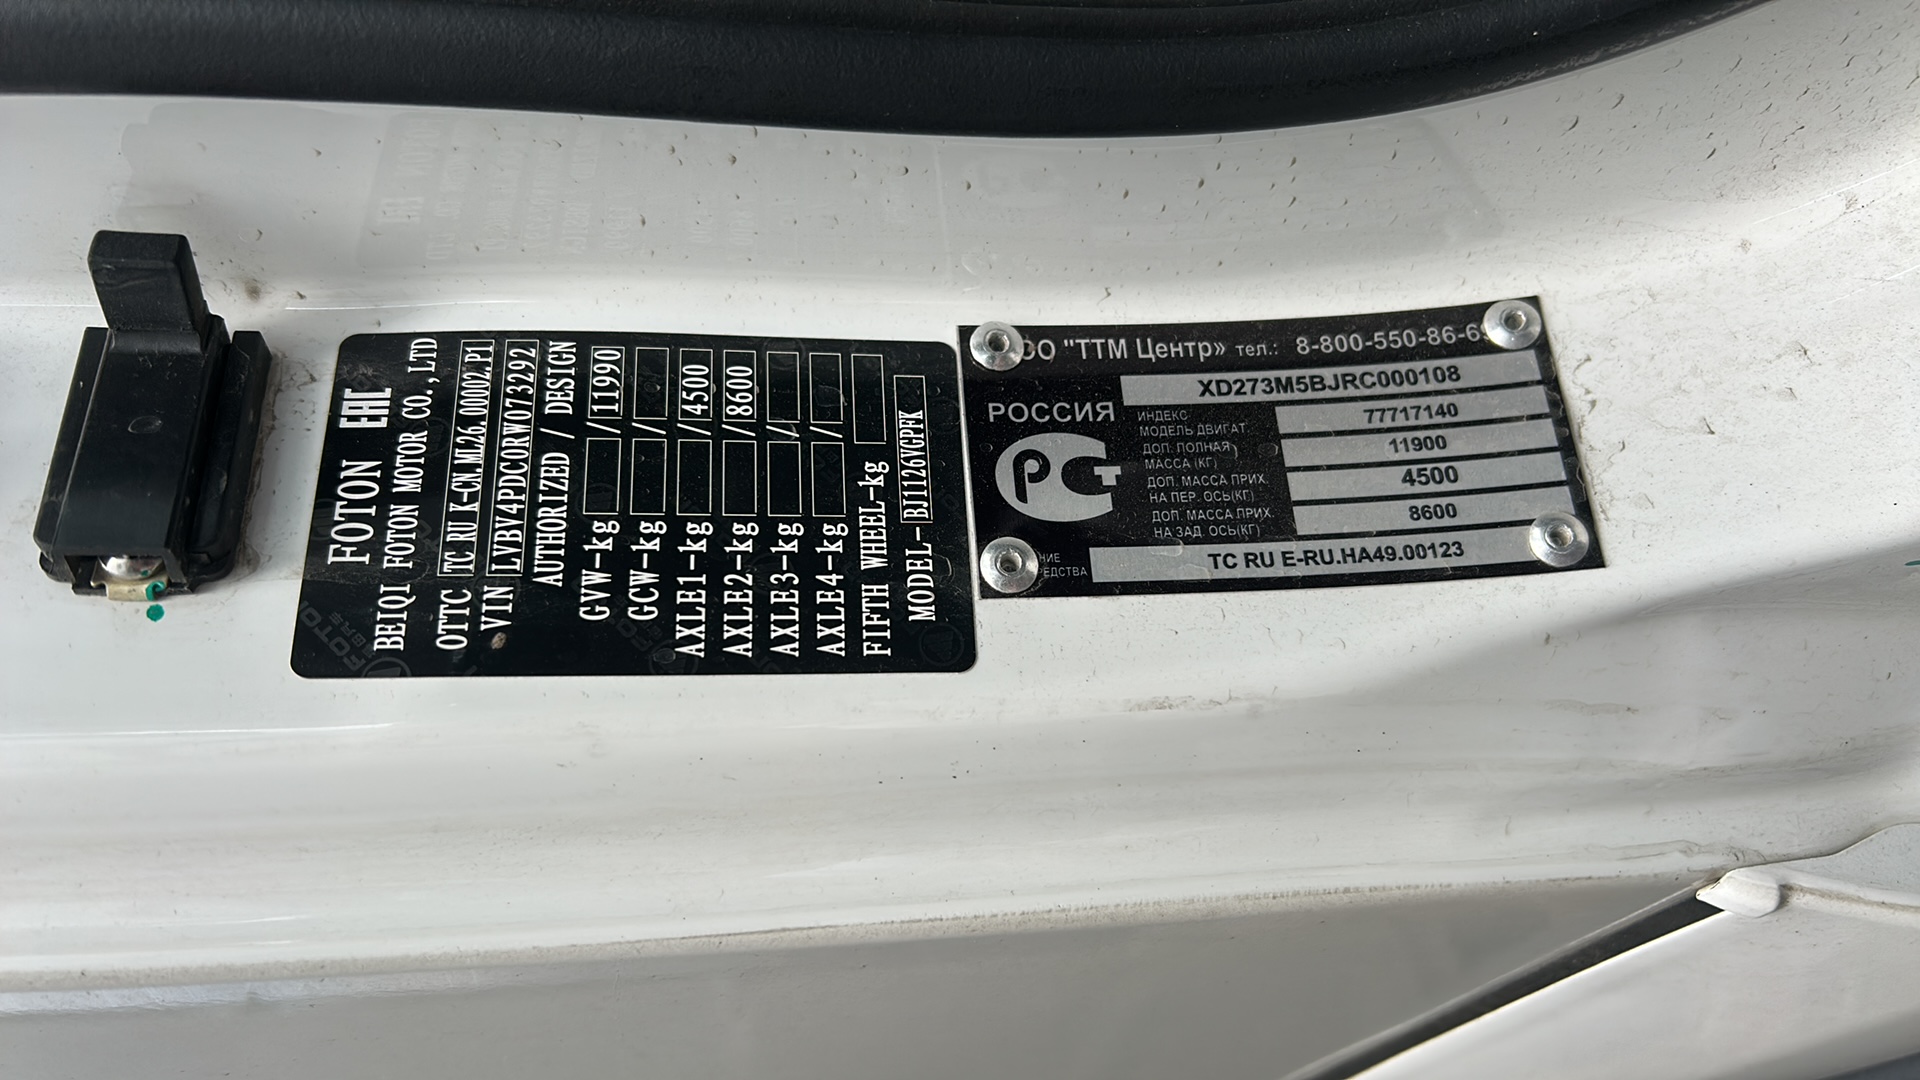 FOTON EAC
BEIQI FOTON MOTOR CO.,LTD
OTTC TC RU K-CN.МL26.00002.P1
VIN LVBV4PDC0RW073292
AUTHORIZED / DESIGN
GVW-kg /11990
GCW-kg /
AXLE1-kg /4500
AXLE2-kg /8600
AXLE3-kg /
AXLE4-kg /
FIFTH WHEEL-kg
MODEL-BJ1126VGPFK
"ТТМ Центр» тел.: 8-800-550-86-6
XD273M5BJRC000108
РОССИЯ
РСТ
ИНДЕКС
МОДЕЛЬ ДВИГАТ. 77717140
ДОП. ПОЛНАЯ
МАССА (КГ) 11900
ДОП. МАССА ПРИХ.
НА ПЕР. ОСЬ(КГ) 4500
ДОП. МАССА ПРИХ.
НА ЗАД. ОСЬ(КГ) 8600
TC RU E-RU.HA49.00123